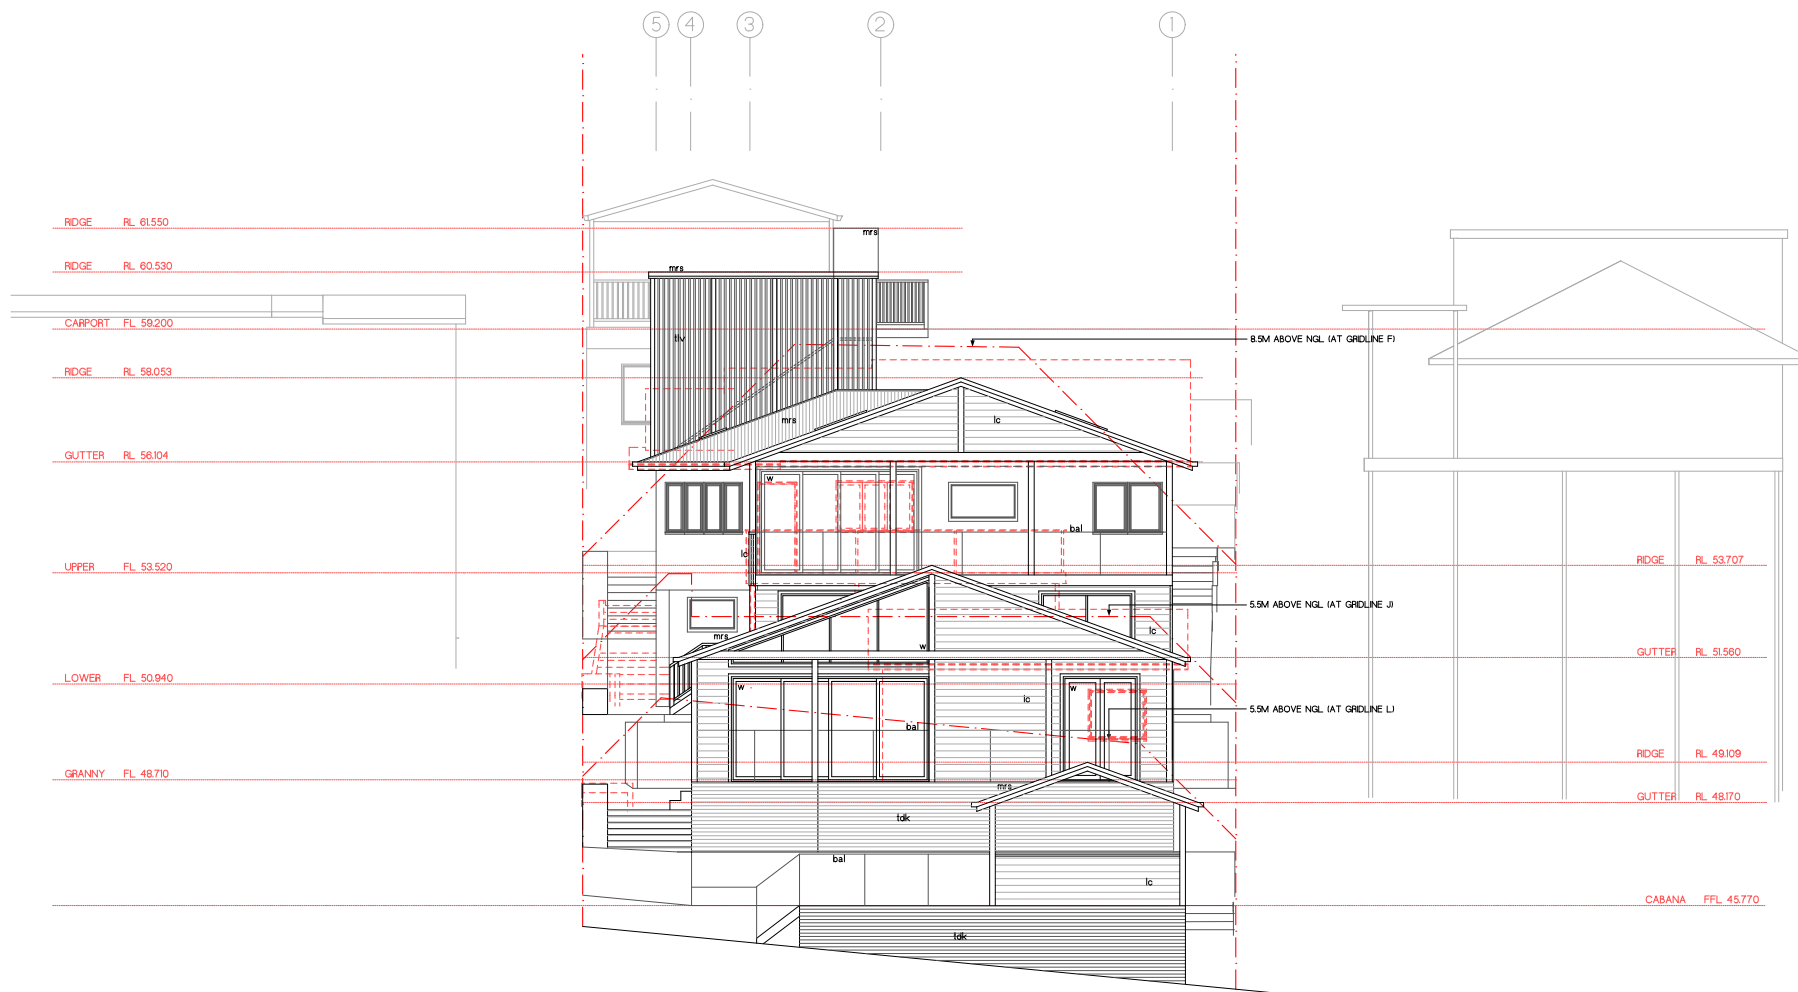 5 4 3 2 1
RIDGE RL 61.550
mrs
RIDGE RL 60.530
mrs
CARPORT FL 59.200
tlv
8.5M ABOVE NGL (AT GRIDLINE F)
RIDGE RL 58.053
mrs
lc
GUTTER RL 56.104
w
bal
lc
UPPER FL 53.520
RIDGE RL 53.707
5.5M ABOVE NGL (AT GRIDLINE J)
mrs
lc
w
GUTTER RL 51.560
LOWER FL 50.940
w
w
lc
bal
5.5M ABOVE NGL (AT GRIDLINE L)
RIDGE RL 49.109
GRANNY FL 48.710
mrs
GUTTER RL 48.170
tdk
bal
lc
CABANA FFL 45.770
tdk